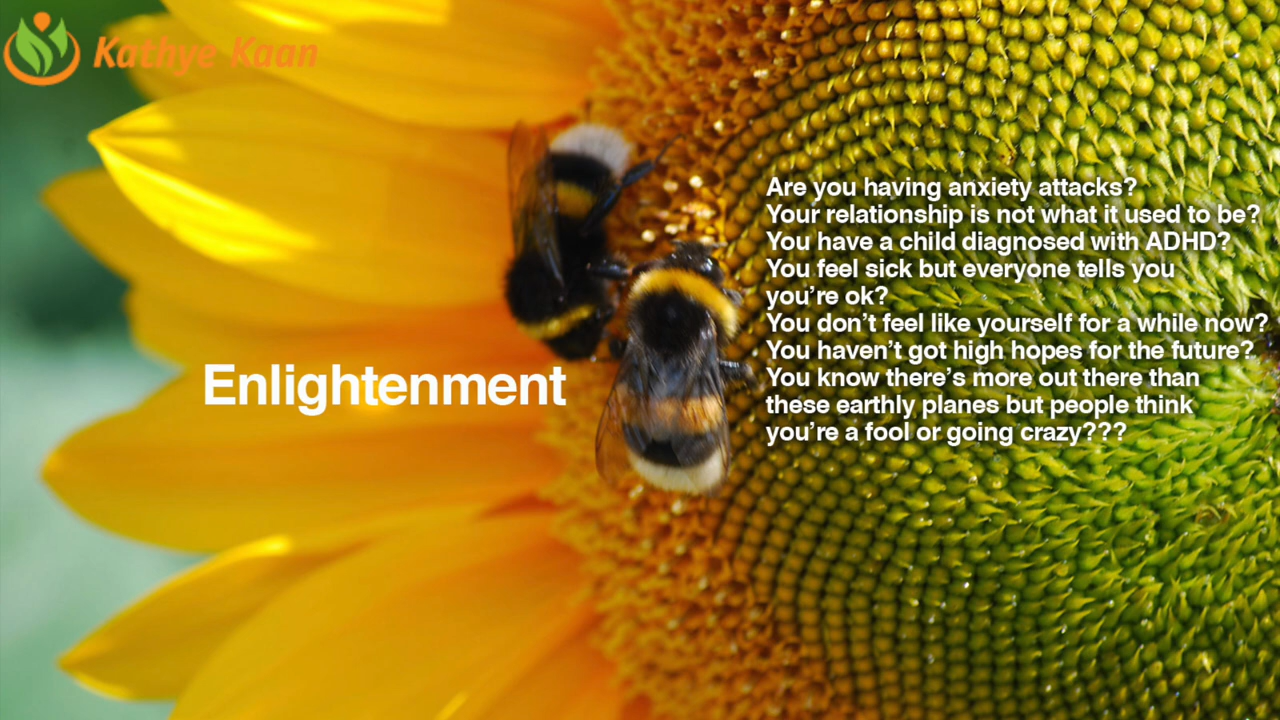 Kathye Kaan
Are you having anxiety attacks?
Your relationship is not what it used to be?
You have a child diagnosed with ADHD?
You feel sick but everyone tells you
you’re ok?
You don’t feel like yourself for a while now?
You haven’t got high hopes for the future?
You know there’s more out there than
these earthly planes but people think
you’re a fool or going crazy???
Enlightenment